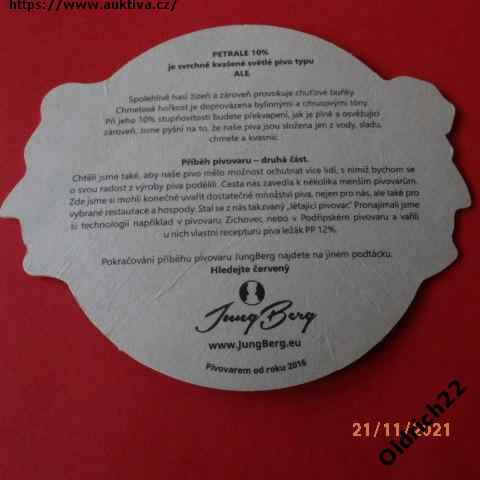 https://www.auktiva.cz/
PETRALE 10%
je svrchně kvašené světlé pivo typu
ALE
Spolehlivě hasí žízeň a zároveň provokuje chuťové buňky.
Chmelová hořkost je doprovázena bylinnými a citrusovými tóny.
Při jeho 10% stupňovitosti budete překvapení, jak je plné a osvěžující
zároveň. Jsme pyšní na to, že naše piva jsou složena jen z vody, sladu,
chmele a kvasnic.
Příběh pivovaru – druhá část.
Chtěli jsme také, aby naše pivo mělo možnost ochutnat více lidí, s nimiž bychom se
o svou radost z výroby piva podělili. Cesta nás zavedla k několika menším pivovarům.
Zde jsme si mohli konečně uvařit dostatečné množství piva, nejen pro nás, ale také pro
vybrané restaurace a hospody. Stal se z nás takzvaný „létající pivovar.“ Pronajímali jsme
si technologii například v pivovaru Zichovec nebo v Podřipském pivovaru a vařili
u nich vlastní recepturu piva ležák PP 12%.
Pokračování příběhu pivovaru JungBerg najdete na jiném podtácku.
Hledejte červený
Jung Berg
www.JungBerg.eu
Pivovarem od roku 2016
21/11/2021
Oldrich22